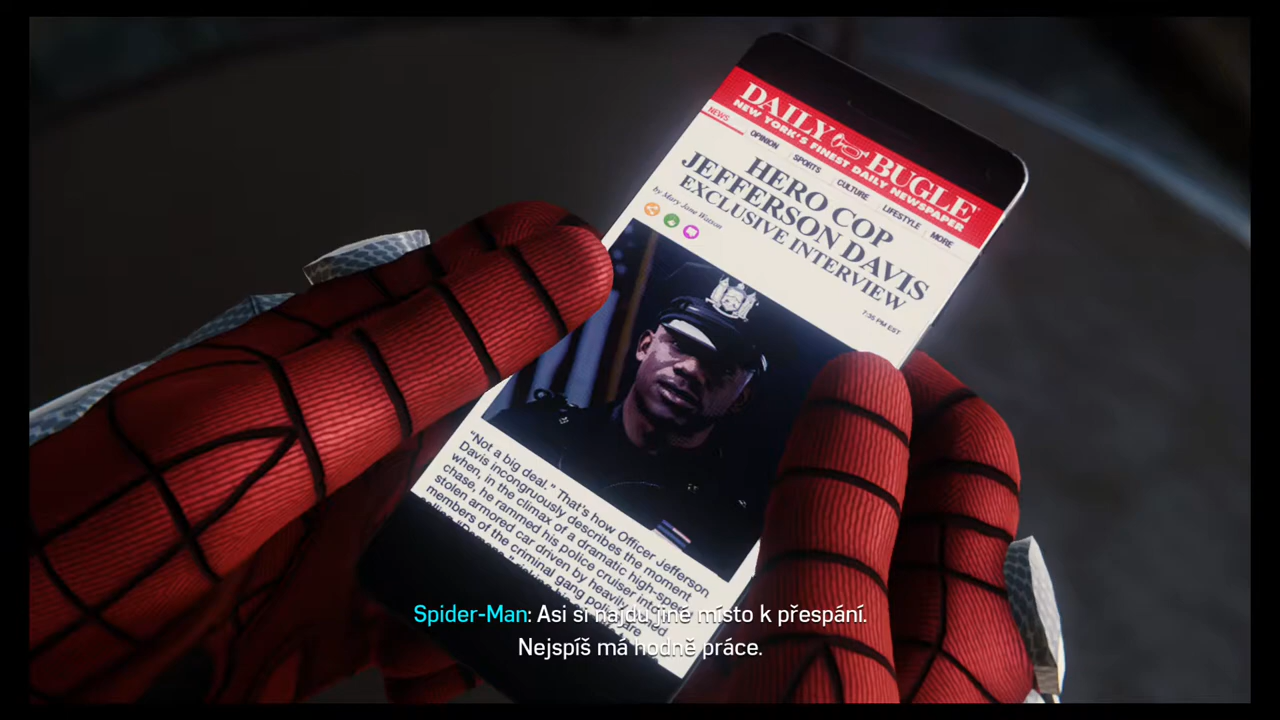 DAILY BUGLE
NEW YORK'S FINEST DAILY NEWSPAPER
NEWS OPINION SPORTS CULTURE LIFESTYLE MORE
HERO COP
JEFFERSON DAVIS
EXCLUSIVE INTERVIEW
by Mary Jane Watson
7:35 PM EST
"Not a big deal." That's how Officer Jefferson
Davis incongruously describes the moment
when, in the climax of a dramatic high-speed
chase, he rammed his police cruiser into a
stolen armored car driven by heavily
members of the criminal gang
Spider-Man: Asi si najdu jiné místo k přespání.
Nejspíš má hodně práce.